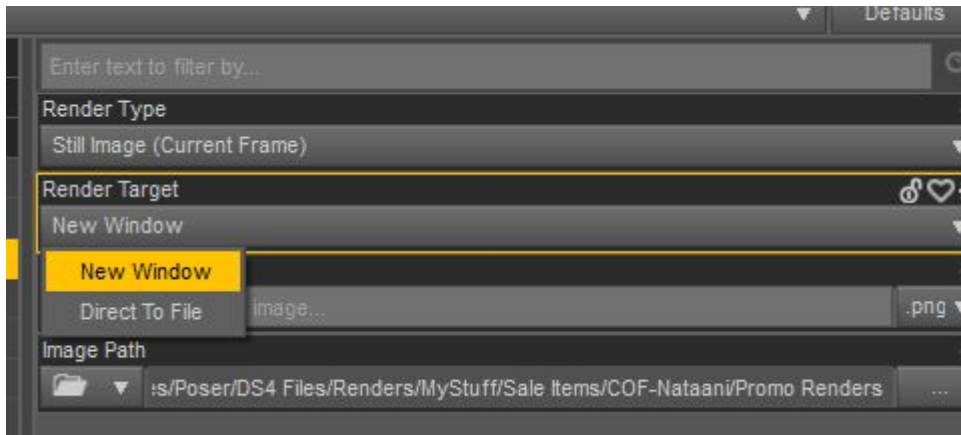 Defaults
Enter text to filter by...
Render Type
Still Image (Current Frame)
Render Target
New Window
New Window
Direct To File
image...
.png
Image Path
:s/Poser/DS4 Files/Renders/MyStuff/Sale Items/COF-Nataani/Promo Renders
...